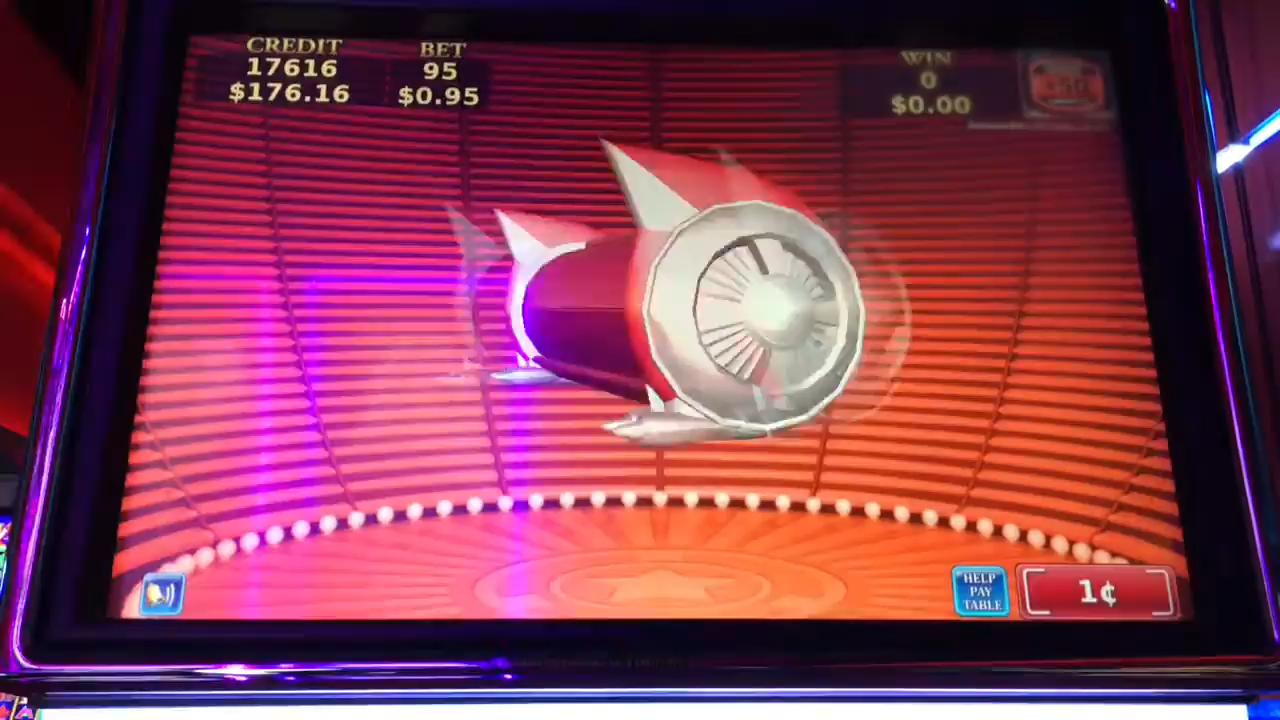 CREDIT
17616
$176.16
BET
95
$0.95
WIN
0
$0.00
HELP
PAY
TABLE
1¢